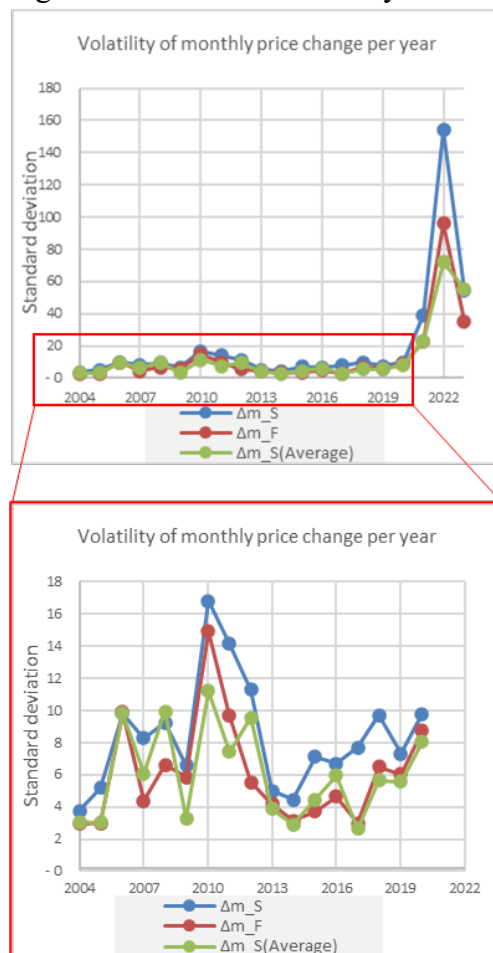 Volatility of monthly price change per year
180
160
140
120
100
80
60
40
20
- 0
Standard deviation
2004 2007 2010 2013 2016 2019 2022
Δm_S
Δm_F
Δm_S(Average)
Volatility of monthly price change per year
18
16
14
12
10
8
6
4
2
- 0
Standard deviation
2004 2007 2010 2013 2016 2019 2022
Δm_S
Δm_F
Δm_S(Average)